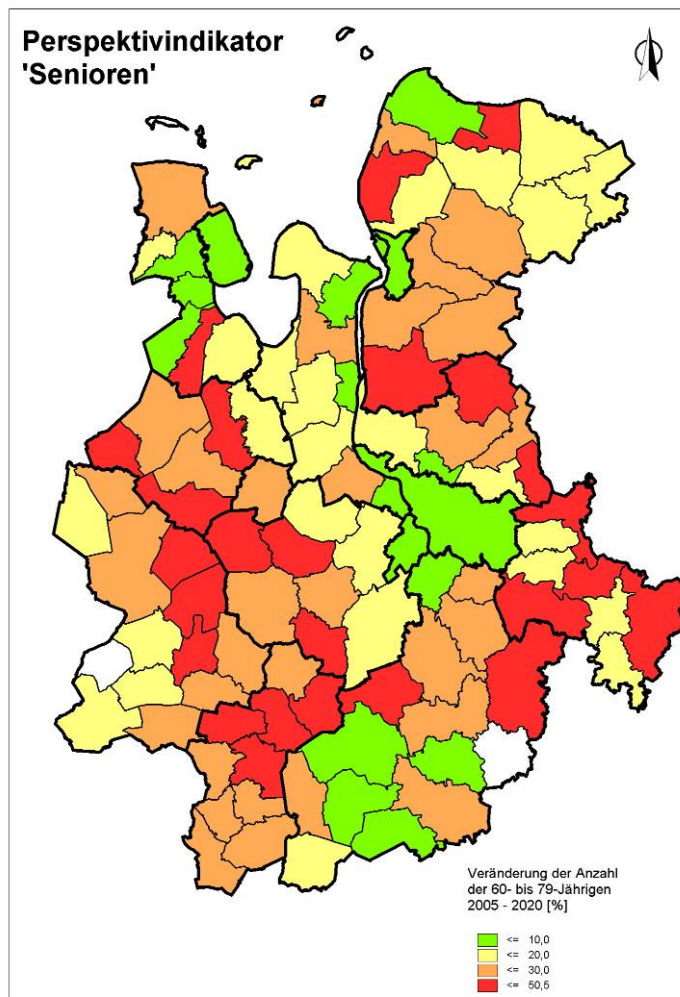 Perspektivindikator
'Senioren'
Veränderung der Anzahl
der 60- bis 79-Jährigen
2005 - 2020 [%]
<= 10,0
<= 20,0
<= 30,0
<= 50,5